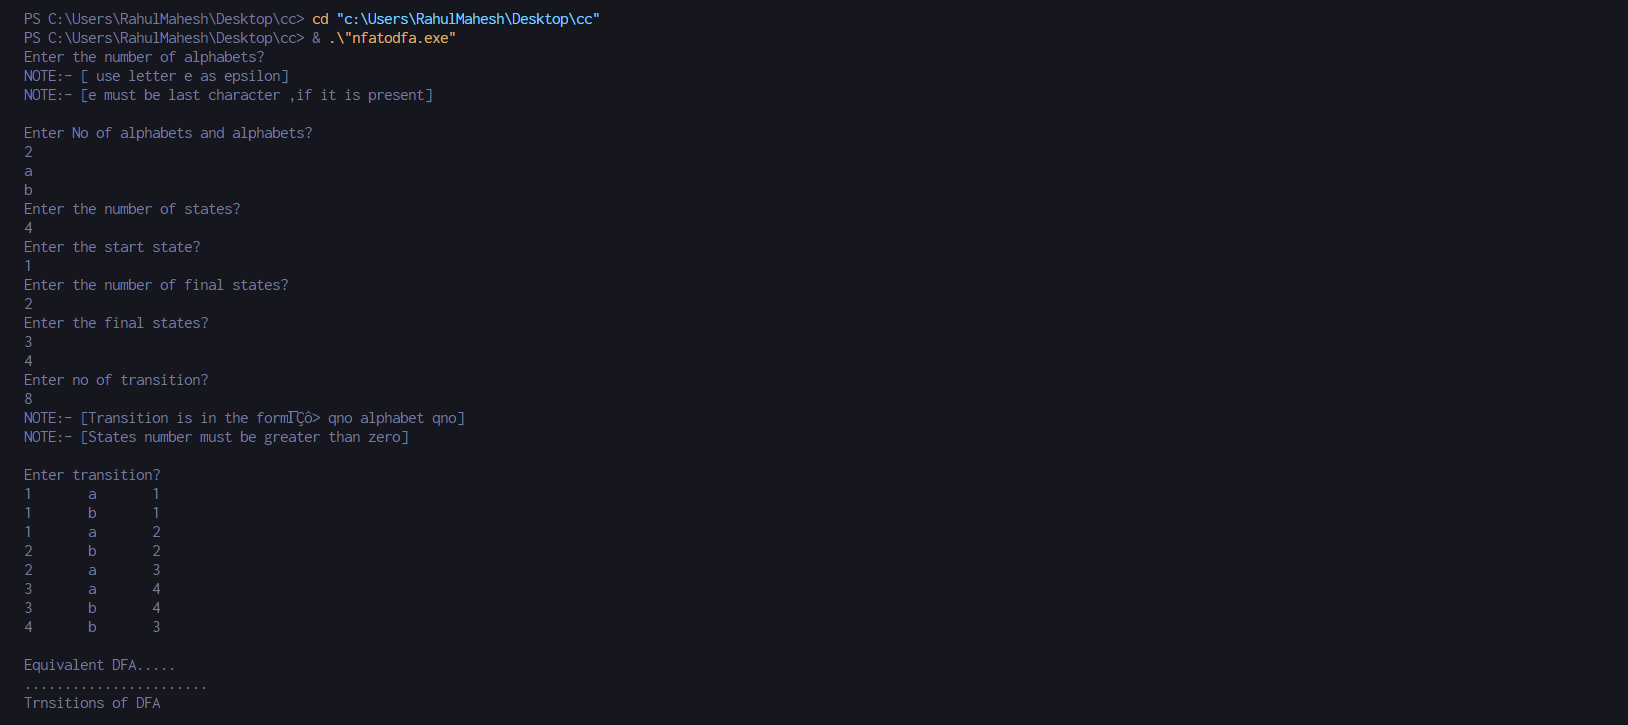 PS C:\Users\RahulMahesh\Desktop\cc> cd "c:\Users\RahulMahesh\Desktop\cc"
PS C:\Users\RahulMahesh\Desktop\cc> & .\"nfatodfa.exe"
Enter the number of alphabets?
NOTE:- [ use letter e as epsilon]
NOTE:- [e must be last character ,if it is present]

Enter No of alphabets and alphabets?
2
a
b
Enter the number of states?
4
Enter the start state?
1
Enter the number of final states?
2
Enter the final states?
3
4
Enter no of transition?
8
NOTE:- [Transition is in the formΓÇô> qno alphabet qno]
NOTE:- [States number must be greater than zero]

Enter transition?
1       a       1
1       b       1
1       a       2
2       b       2
2       a       3
3       a       4
3       b       4
4       b       3

Equivalent DFA.....
.......................
Trnsitions of DFA